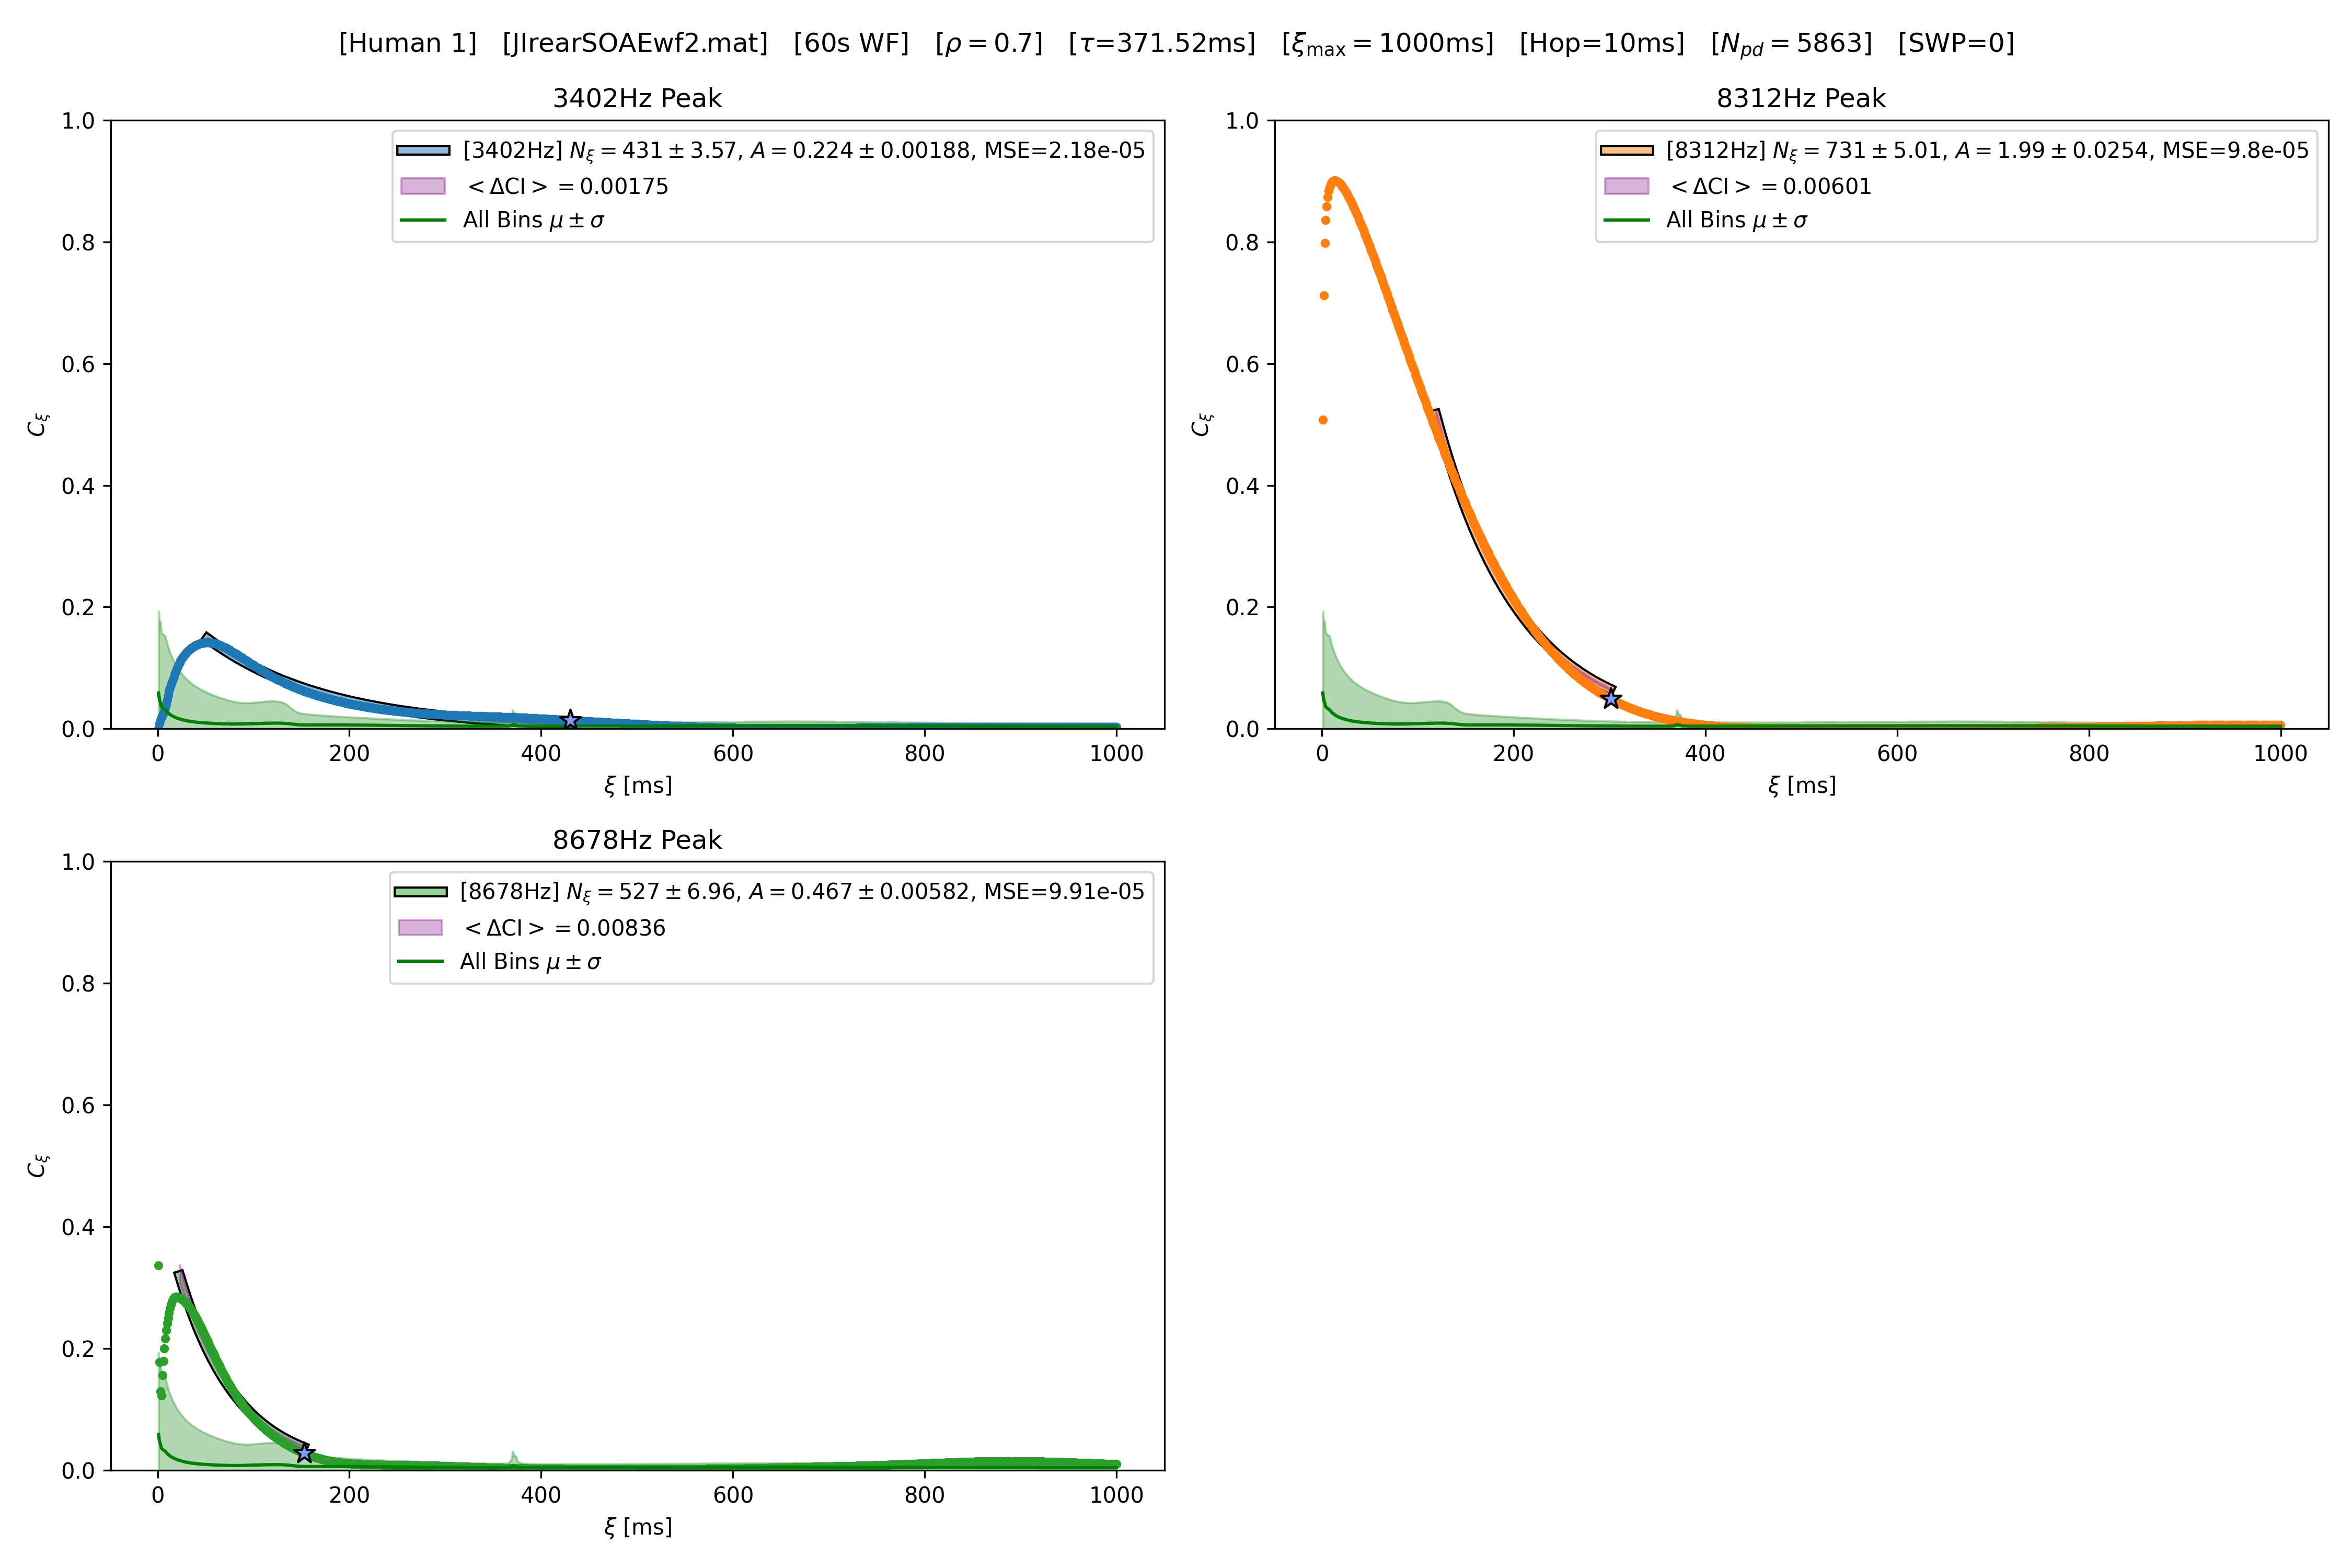 [Human 1] [JIrearSOAEwf2.mat] [60s WF] [ρ = 0.7] [τ=371.52ms] [ξmax = 1000ms] [Hop=10ms] [Npd = 5863] [SWP=0]
3402Hz Peak
1.0
0.8
0.6
0.4
0.2
0.0
Cξ
[3402Hz] Nξ = 431 ± 3.57, A = 0.224 ± 0.00188, MSE=2.18e-05
< ΔCI > = 0.00175
All Bins μ ± σ
0 200 400 600 800 1000
ξ [ms]
8312Hz Peak
1.0
0.8
0.6
0.4
0.2
0.0
Cξ
[8312Hz] Nξ = 731 ± 5.01, A = 1.99 ± 0.0254, MSE=9.8e-05
< ΔCI > = 0.00601
All Bins μ ± σ
0 200 400 600 800 1000
ξ [ms]
8678Hz Peak
1.0
0.8
0.6
0.4
0.2
0.0
Cξ
[8678Hz] Nξ = 527 ± 6.96, A = 0.467 ± 0.00582, MSE=9.91e-05
< ΔCI > = 0.00836
All Bins μ ± σ
0 200 400 600 800 1000
ξ [ms]